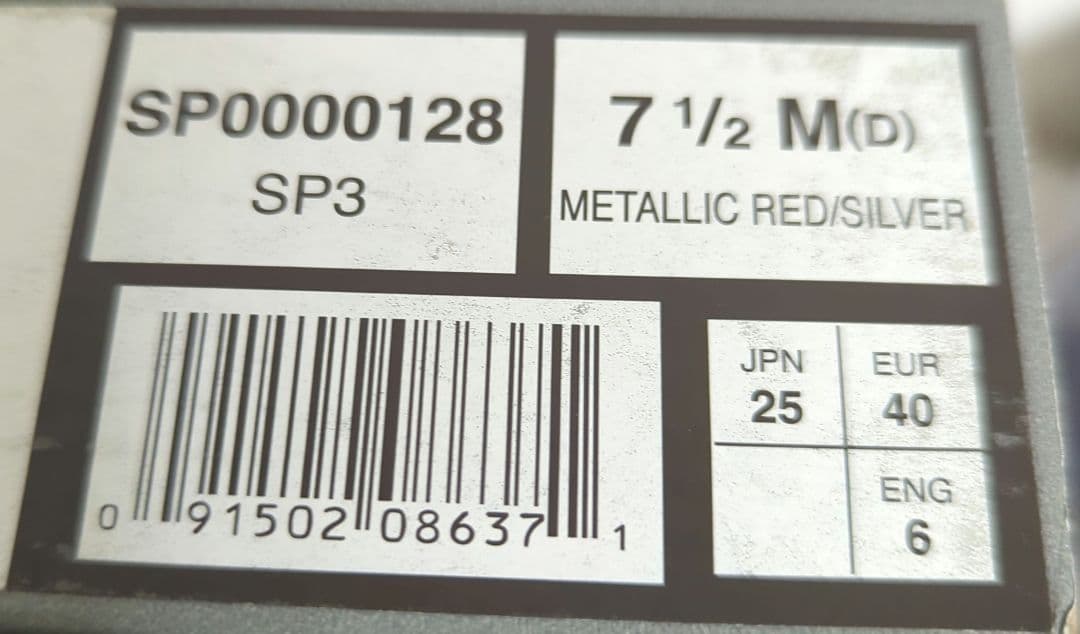 SP0000128
SP3
7 1/2 M(D)
METALLIC RED/SILVER
0 91502 08637 1
JPN
25
EUR
40
ENG
6